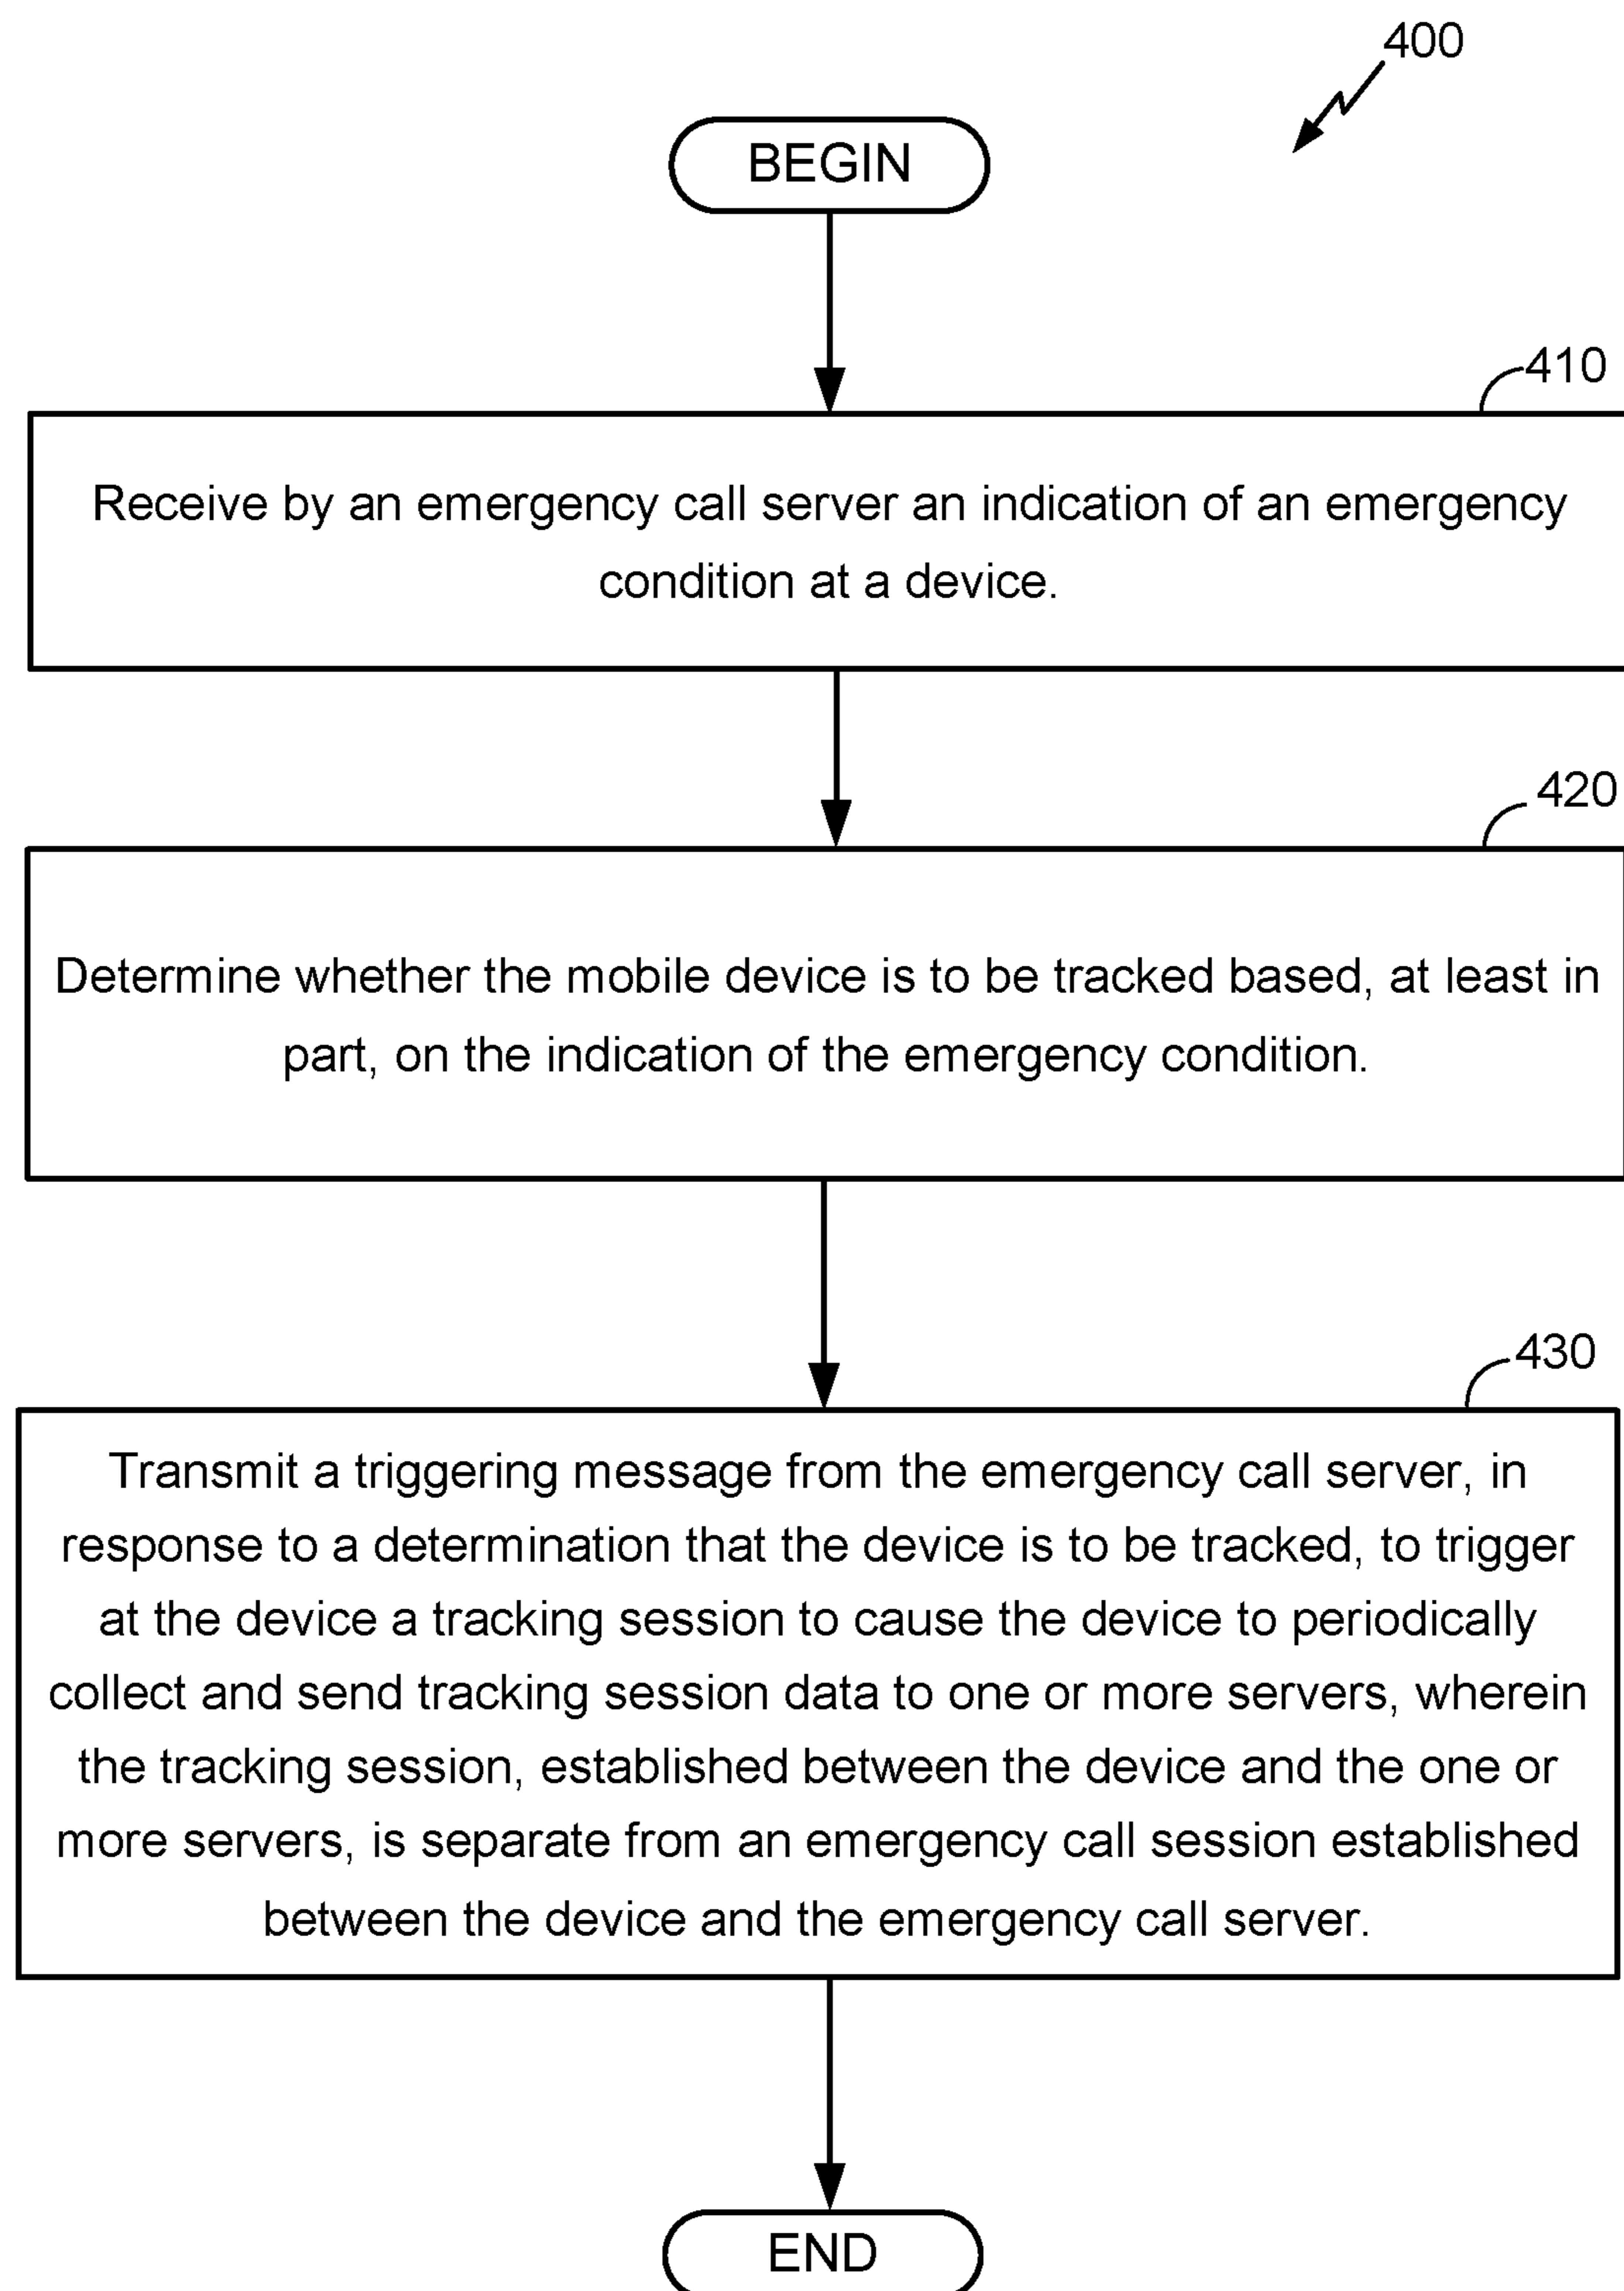 400
BEGIN
410
Receive by an emergency call server an indication of an emergency
condition at a device.
420
Determine whether the mobile device is to be tracked based, at least in
part, on the indication of the emergency condition.
430
Transmit a triggering message from the emergency call server, in
response to a determination that the device is to be tracked, to trigger
at the device a tracking session to cause the device to periodically
collect and send tracking session data to one or more servers, wherein
the tracking session, established between the device and the one or
more servers, is separate from an emergency call session established
between the device and the emergency call server.
END